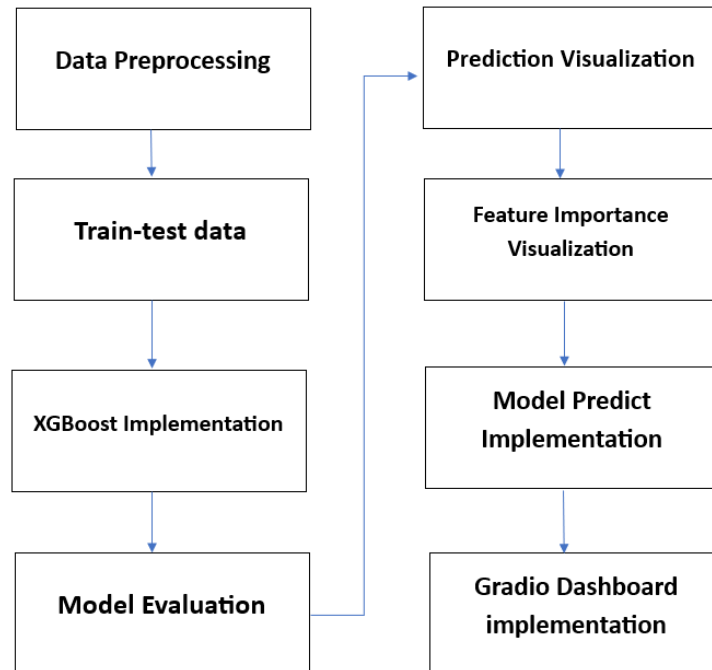 Data Preprocessing
Train-test data
XGBoost Implementation
Model Evaluation
Prediction Visualization
Feature Importance
Visualization
Model Predict
Implementation
Gradio Dashboard
implementation